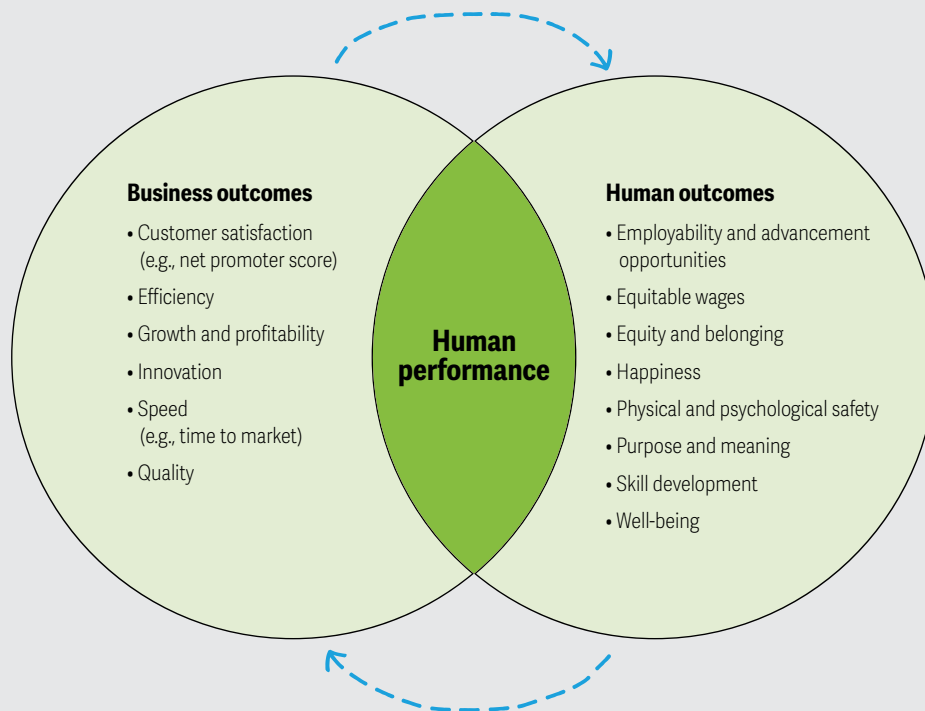 Business outcomes
• Customer satisfaction
(e.g., net promoter score)
• Efficiency
• Growth and profitability
• Innovation
• Speed
(e.g., time to market)
• Quality
Human
performance
Human outcomes
• Employability and advancement
opportunities
• Equitable wages
• Equity and belonging
• Happiness
• Physical and psychological safety
• Purpose and meaning
• Skill development
• Well-being